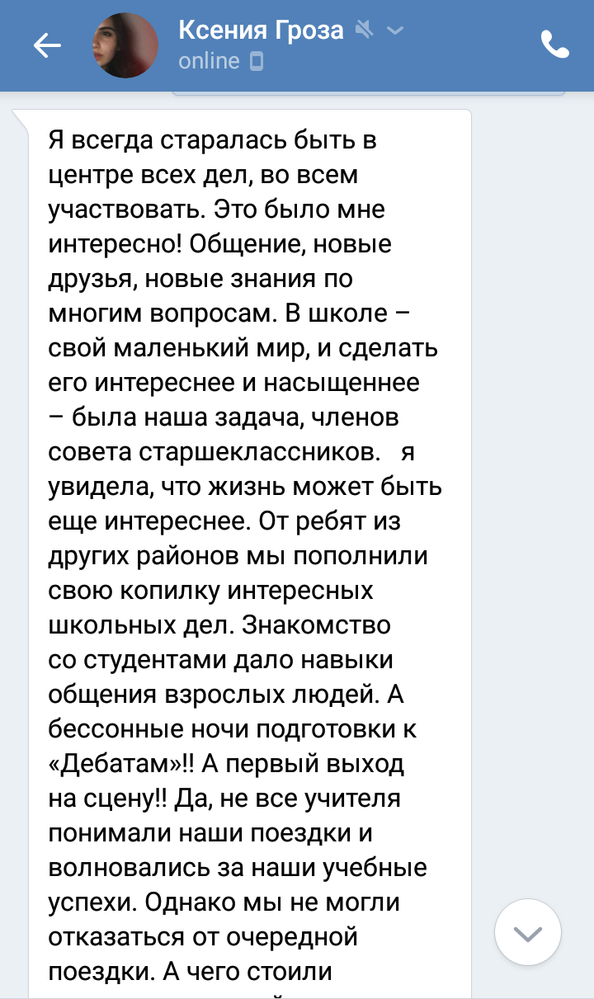 Ксения Гроза
online
Я всегда старалась быть в
центре всех дел, во всем
участвовать. Это было мне
интересно! Общение, новые
друзья, новые знания по
многим вопросам. В школе –
свой маленький мир, и сделать
его интереснее и насыщеннее
– была наша задача, членов
совета старшеклассников.   я
увидела, что жизнь может быть
еще интереснее. От ребят из
других районов мы пополнили
свою копилку интересных
школьных дел. Знакомство
со студентами дало навыки
общения взрослых людей. А
бессонные ночи подготовки к
«Дебатам»!! А первый выход
на сцену!! Да, не все учителя
понимали наши поездки и
волновались за наши учебные
успехи. Однако мы не могли
отказаться от очередной
поездки. А чего стоили